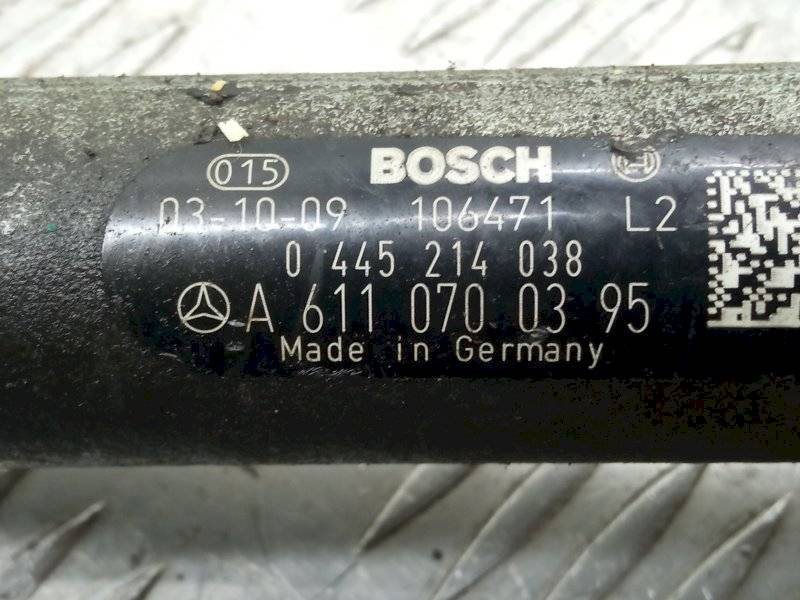 015 BOSCH
03-10-09 106471 L2
0 445 214 038
A 611 070 03 95
Made in Germany